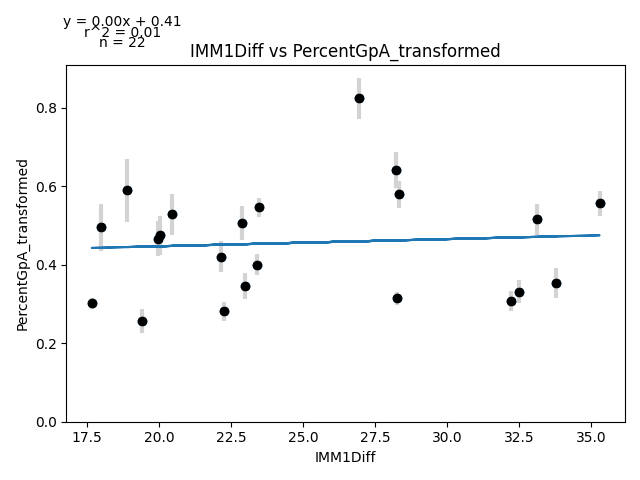 y = 0.00x + 0.41
r^2 = 0.01
n = 22
IMM1Diff vs PercentGpA_transformed
PercentGpA_transformed
0.8
0.6
0.4
0.2
0.0
17.5 20.0 22.5 25.0 27.5 30.0 32.5 35.0
IMM1Diff